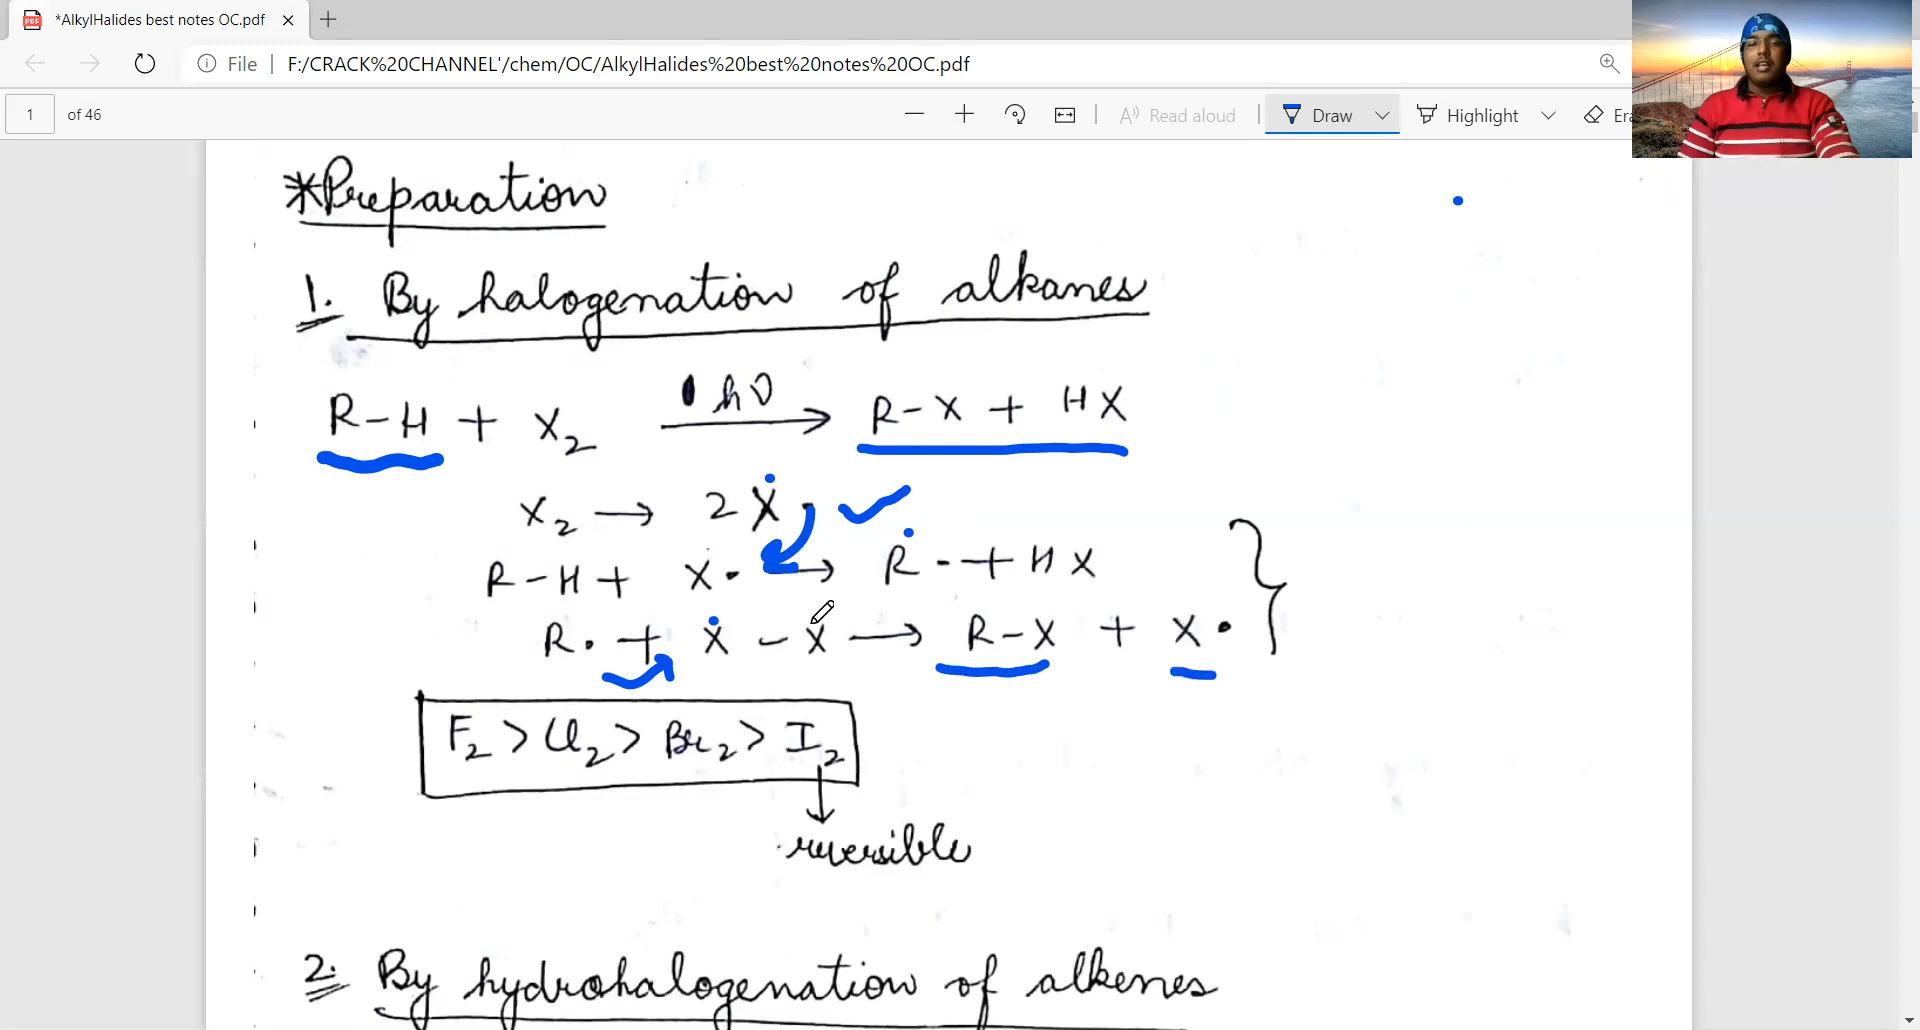 *AlkylHalides best notes OC.pdf
File | F:/CRACK%20CHANNEL'/chem/OC/AlkylHalides%20best%20notes%20OC.pdf
1 of 46 Read aloud Draw Highlight Era
*Preparation
1. By halogenation of alkanes
R-H + X2 hν → R-X + HX
X2 → 2Ẋ
R-H + X• → Ṙ• + HX
R• + Ẋ - X → R-X + X•
F2 > Cl2 > Br2 > I2
reversible
2. By hydrohalogenation of alkenes